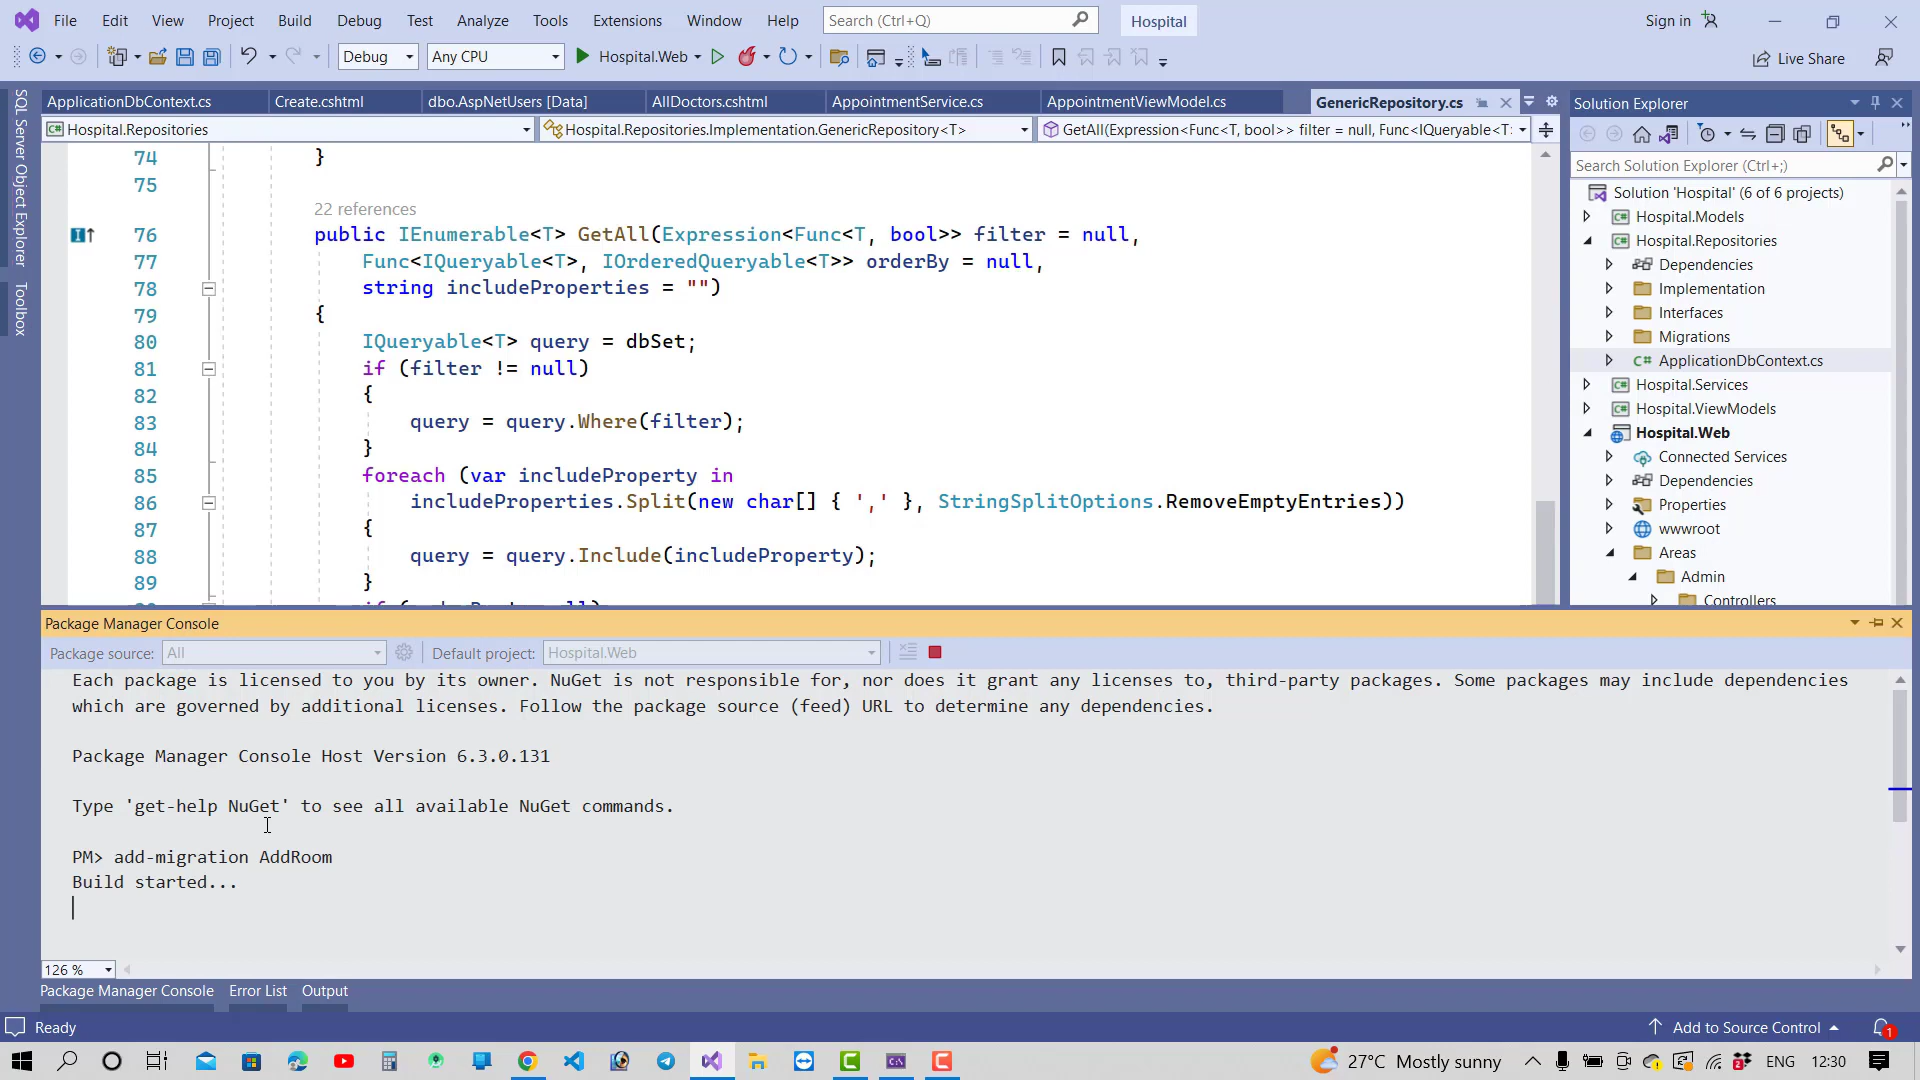 File Edit View Project Build Debug Test Analyze Tools Extensions Window Help Search (Ctrl+Q) Hospital Sign in
Debug Any CPU Hospital.Web Live Share
SQL Server Object Explorer
Toolbox
ApplicationDbContext.cs Create.cshtml dbo.AspNetUsers [Data] AllDoctors.cshtml AppointmentService.cs AppointmentViewModel.cs GenericRepository.cs
Hospital.Repositories Hospital.Repositories.Implementation.GenericRepository<T> GetAll(Expression<Func<T, bool>> filter = null, Func<IQueryable<T
74 }
75
22 references
76 public IEnumerable<T> GetAll(Expression<Func<T, bool>> filter = null,
77 Func<IQueryable<T>, IOrderedQueryable<T>> orderBy = null,
78 string includeProperties = "")
79 {
80 IQueryable<T> query = dbSet;
81 if (filter != null)
82 {
83 query = query.Where(filter);
84 }
85 foreach (var includeProperty in
86 includeProperties.Split(new char[] { ',' }, StringSplitOptions.RemoveEmptyEntries))
87 {
88 query = query.Include(includeProperty);
89 }
Solution Explorer
Search Solution Explorer (Ctrl+;)
Solution 'Hospital' (6 of 6 projects)
Hospital.Models
Hospital.Repositories
Dependencies
Implementation
Interfaces
Migrations
C# ApplicationDbContext.cs
Hospital.Services
Hospital.ViewModels
Hospital.Web
Connected Services
Dependencies
Properties
wwwroot
Areas
Admin
Controllers
Package Manager Console
Package source: All Default project: Hospital.Web
Each package is licensed to you by its owner. NuGet is not responsible for, nor does it grant any licenses to, third-party packages. Some packages may include dependencies
which are governed by additional licenses. Follow the package source (feed) URL to determine any dependencies.
Package Manager Console Host Version 6.3.0.131
Type 'get-help NuGet' to see all available NuGet commands.
PM> add-migration AddRoom
Build started...
126 %
Package Manager Console Error List Output
Ready Add to Source Control 1
27°C Mostly sunny ENG 12:30